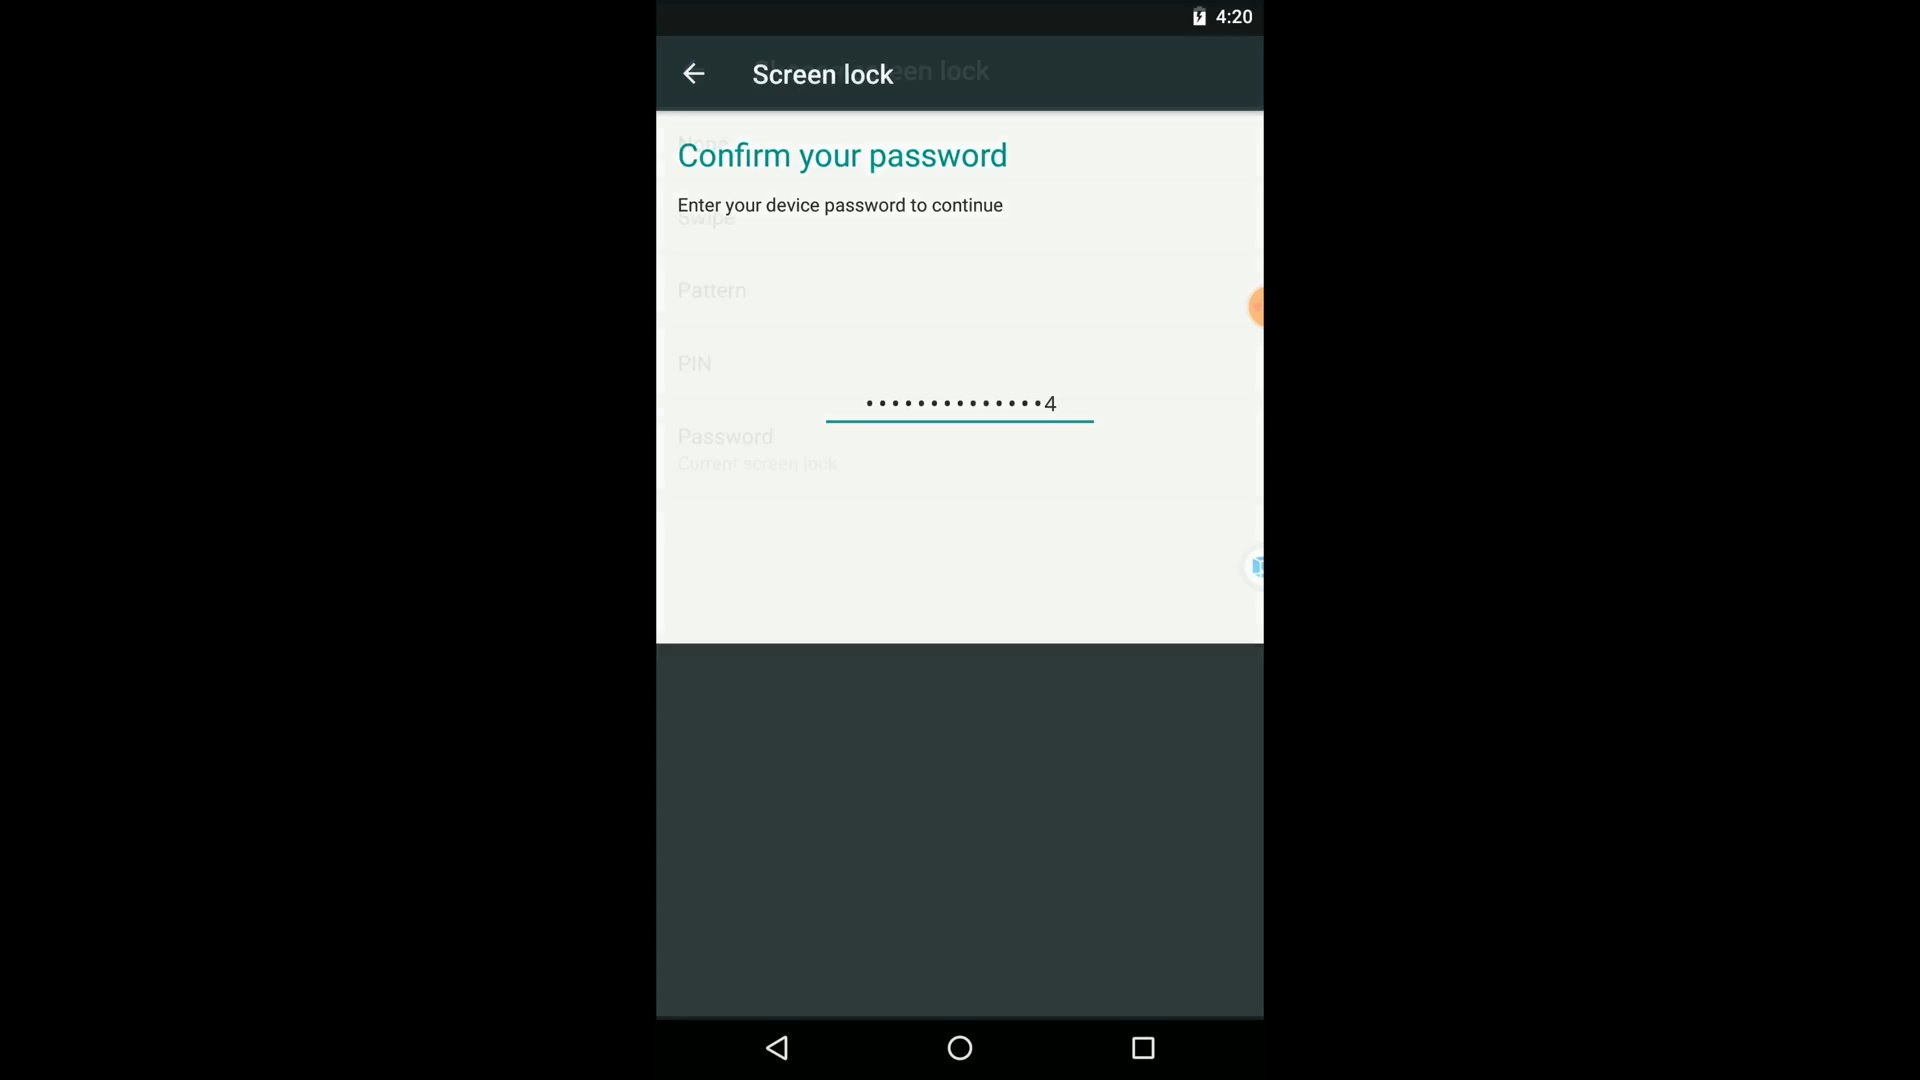 4:20
Screen lock
Confirm your password
Enter your device password to continue
Swipe
Pattern
PIN
••••••••••••••4
Password
Current screen lock